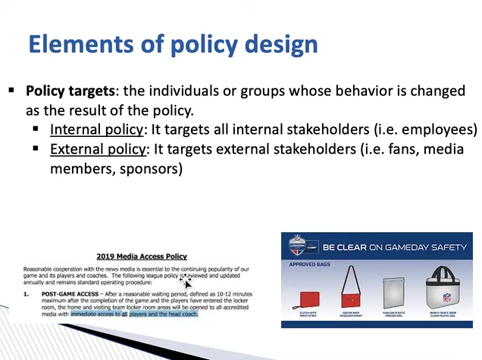 Elements of policy design
▪ Policy targets: the individuals or groups whose behavior is changed
as the result of the policy.
▪ Internal policy: It targets all internal stakeholders (i.e. employees)
▪ External policy: It targets external stakeholders (i.e. fans, media
members, sponsors)
2019 Media Access Policy
Reasonable cooperation with the news media is essential to the continuing popularity of our
game and its players and coaches. The following league policy is reviewed and updated
annually and remains standard operating procedure:
1. POST-GAME ACCESS – After a reasonable waiting period, defined as 10-12 minutes
maximum after the completion of the game and the players have entered the locker
room, the home and visiting team locker room areas will be opened to all accredited
media with immediate access to all players and the head coach.
BE CLEAR ON GAMEDAY SAFETY
APPROVED BAGS